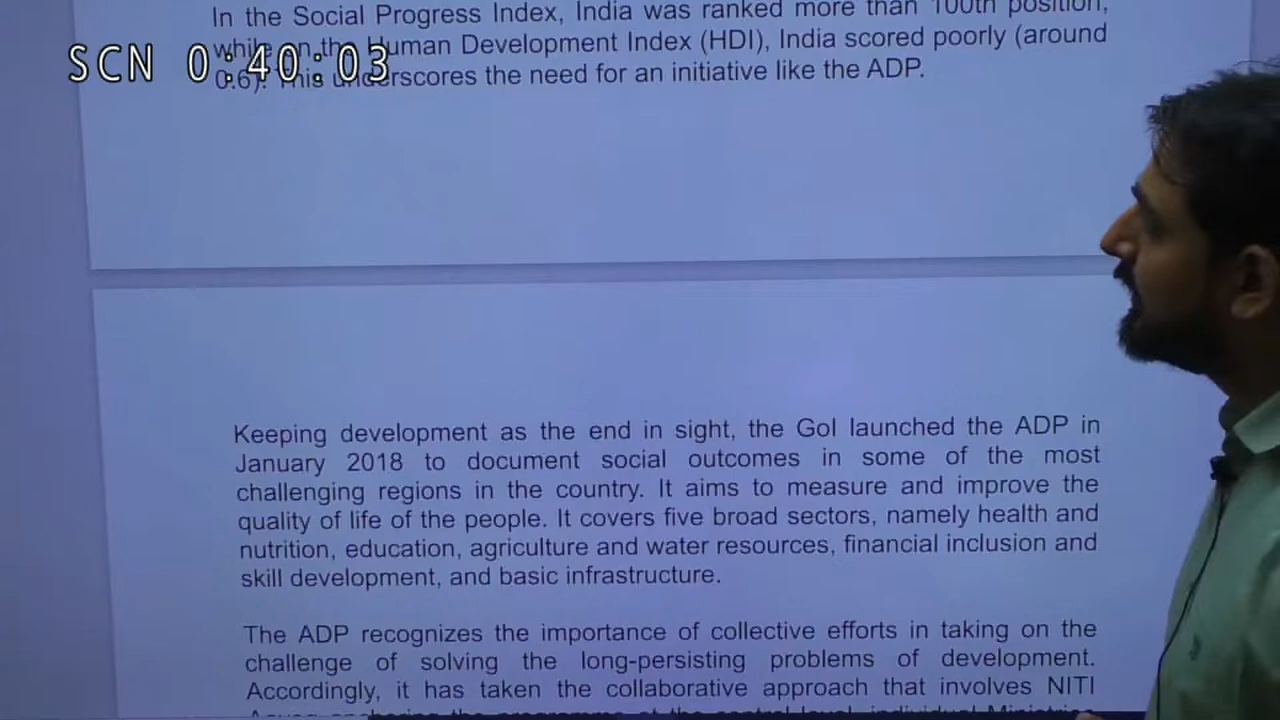 In the Social Progress Index, India was ranked more than 100th position,
SCN 0:40:03
while on the Human Development Index (HDI), India scored poorly (around
0.6). This underscores the need for an initiative like the ADP.
Keeping development as the end in sight, the GoI launched the ADP in
January 2018 to document social outcomes in some of the most
challenging regions in the country. It aims to measure and improve the
quality of life of the people. It covers five broad sectors, namely health and
nutrition, education, agriculture and water resources, financial inclusion and
skill development, and basic infrastructure.
The ADP recognizes the importance of collective efforts in taking on the
challenge of solving the long-persisting problems of development.
Accordingly, it has taken the collaborative approach that involves NITI